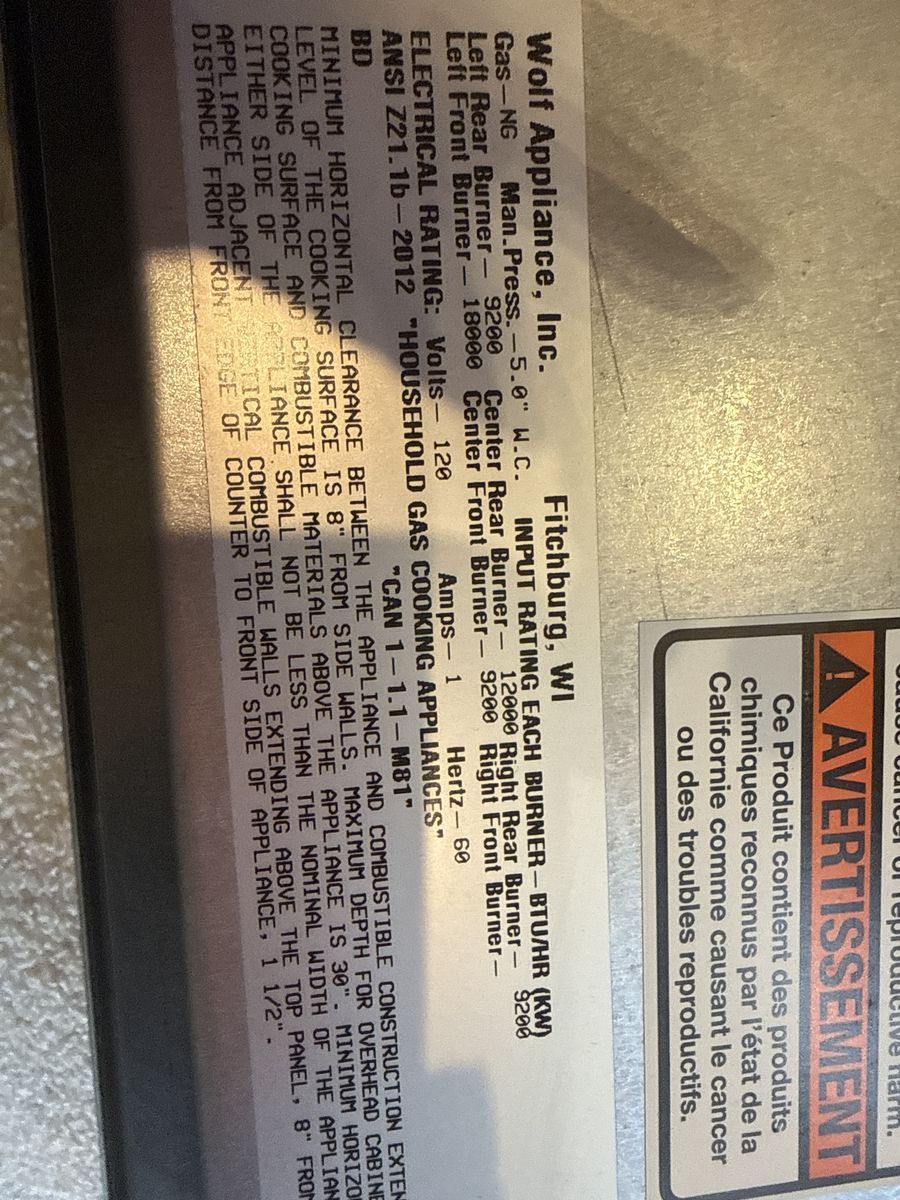 cancer or reproductive harm.
AVERTISSEMENT
Ce Produit contient des produits
chimiques reconnus par l'état de la
Californie comme causant le cancer
ou des troubles reproductifs.
Wolf Appliance, Inc. Fitchburg, WI
Gas—NG Man.Press.—5.0" W.C. INPUT RATING EACH BURNER—BTU/HR (KW)
Left Rear Burner— 9200 Center Rear Burner— 12000 Right Rear Burner— 9200
Left Front Burner— 18000 Center Front Burner— 9200 Right Front Burner—
ELECTRICAL RATING: Volts— 120 Amps— 1 Hertz— 60
ANSI Z21.1b—2012 "HOUSEHOLD GAS COOKING APPLIANCES"
BD "CAN 1—1.1—M81"
MINIMUM HORIZONTAL CLEARANCE BETWEEN THE APPLIANCE AND COMBUSTIBLE CONSTRUCTION EXTEN
LEVEL OF THE COOKING SURFACE IS 8" FROM SIDE WALLS. MAXIMUM DEPTH FOR OVERHEAD CABINE
COOKING SURFACE AND COMBUSTIBLE MATERIALS ABOVE THE APPLIANCE IS 30". MINIMUM HORIZO
EITHER SIDE OF THE APPLIANCE SHALL NOT BE LESS THAN THE NOMINAL WIDTH OF THE APPLIAN
APPLIANCE ADJACENT VERTICAL COMBUSTIBLE WALLS EXTENDING ABOVE THE TOP PANEL, 8" FROM
DISTANCE FROM FRONT EDGE OF COUNTER TO FRONT SIDE OF APPLIANCE, 1 1/2".